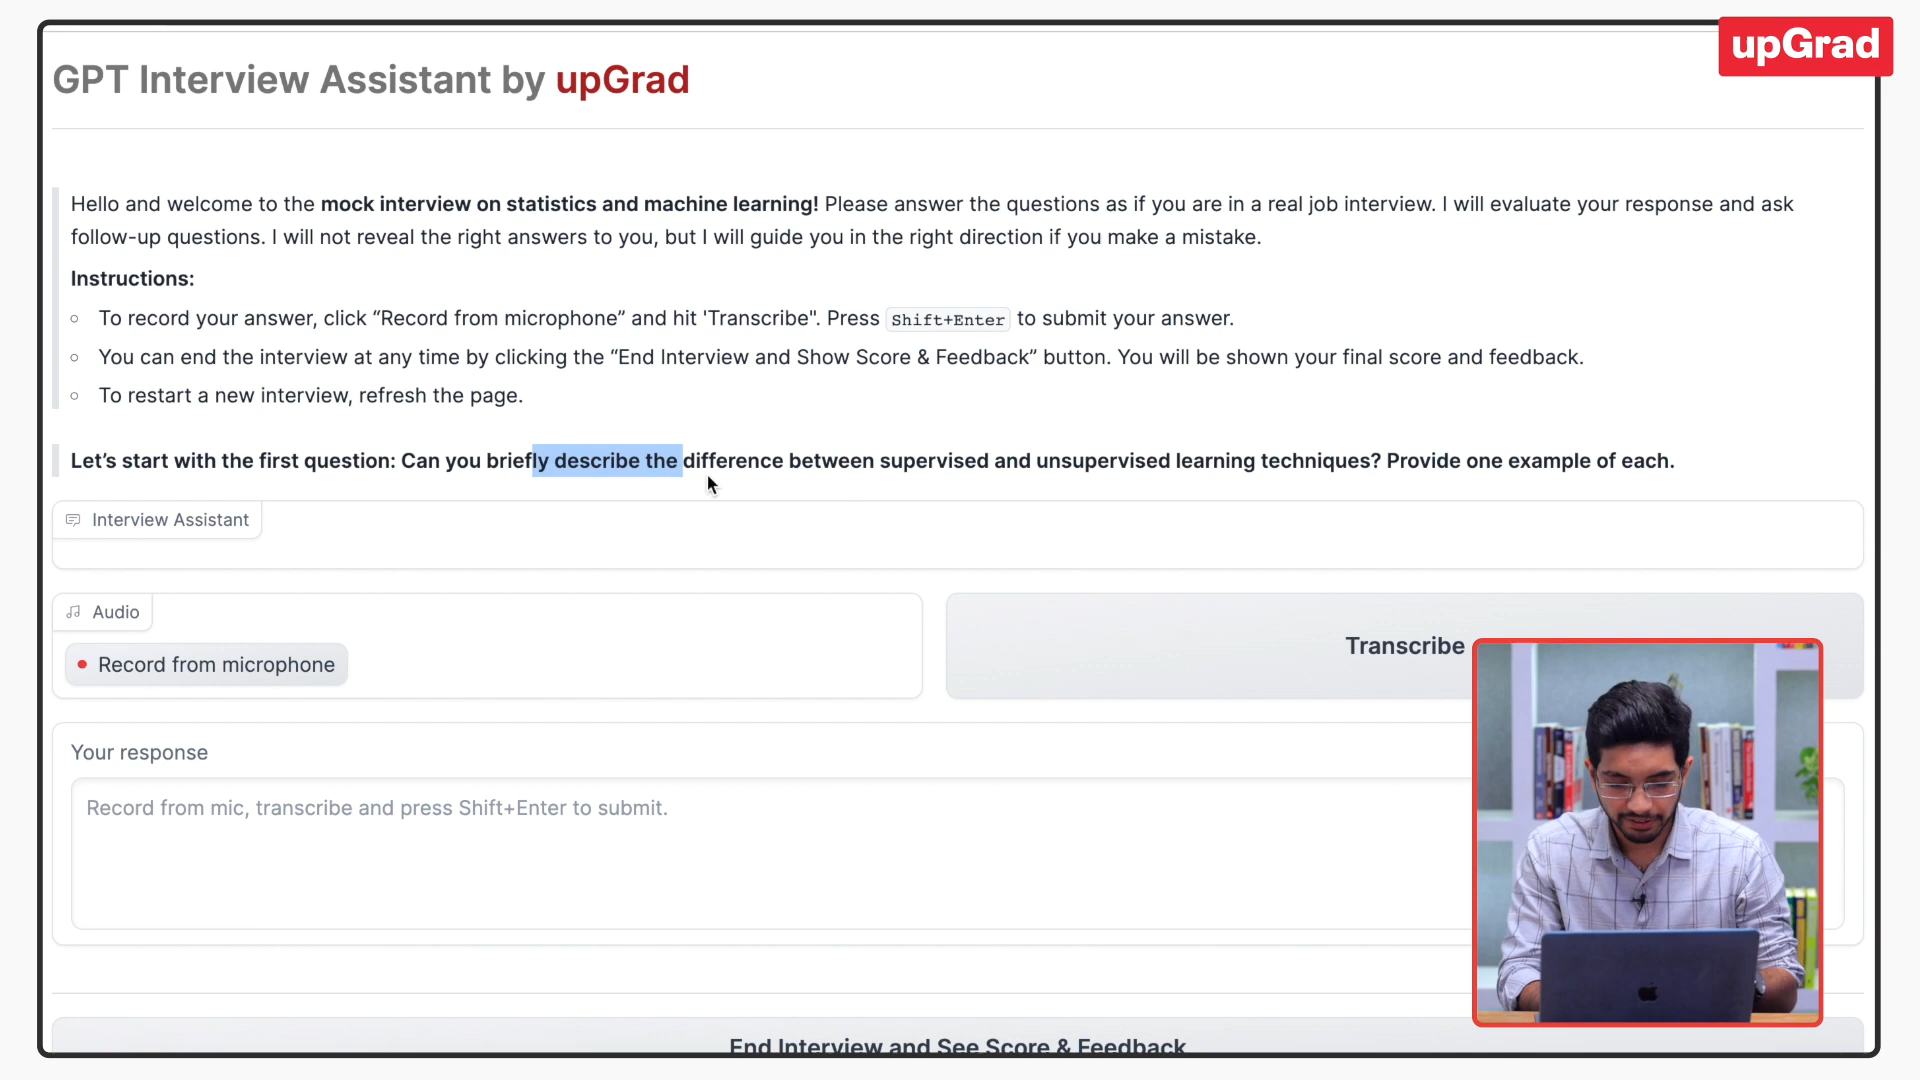 upGrad
GPT Interview Assistant by upGrad
Hello and welcome to the mock interview on statistics and machine learning! Please answer the questions as if you are in a real job interview. I will evaluate your response and ask
follow-up questions. I will not reveal the right answers to you, but I will guide you in the right direction if you make a mistake.
Instructions:
To record your answer, click “Record from microphone” and hit 'Transcribe". Press Shift+Enter to submit your answer.
You can end the interview at any time by clicking the “End Interview and Show Score & Feedback” button. You will be shown your final score and feedback.
To restart a new interview, refresh the page.
Let’s start with the first question: Can you briefly describe the difference between supervised and unsupervised learning techniques? Provide one example of each.
Interview Assistant
Audio
Record from microphone
Transcribe
Your response
Record from mic, transcribe and press Shift+Enter to submit.
End Interview and See Score & Feedback